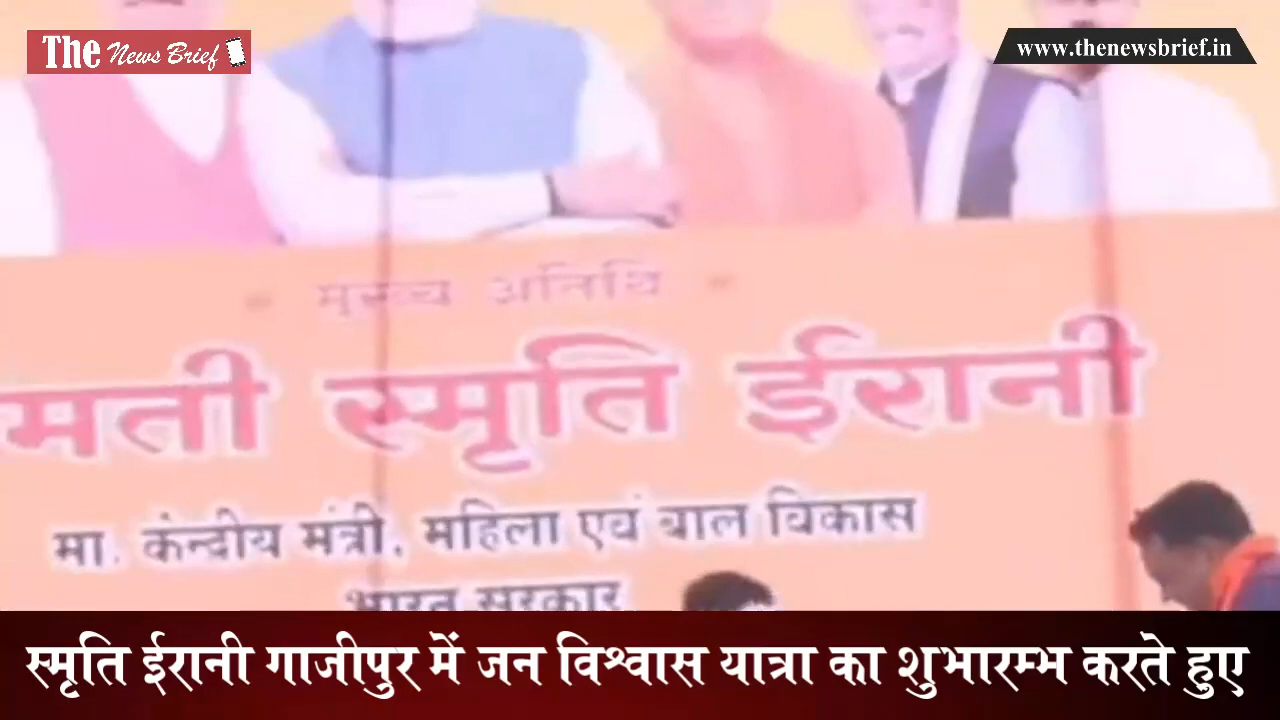 The News Brief
www.thenewsbrief.in
मुख्य अतिथि
मती स्मृति ईरानी
मा. केन्द्रीय मंत्री, महिला एवं बाल विकास
भारत सरकार
स्मृति ईरानी गाजीपुर में जन विश्वास यात्रा का शुभारम्भ करते हुए